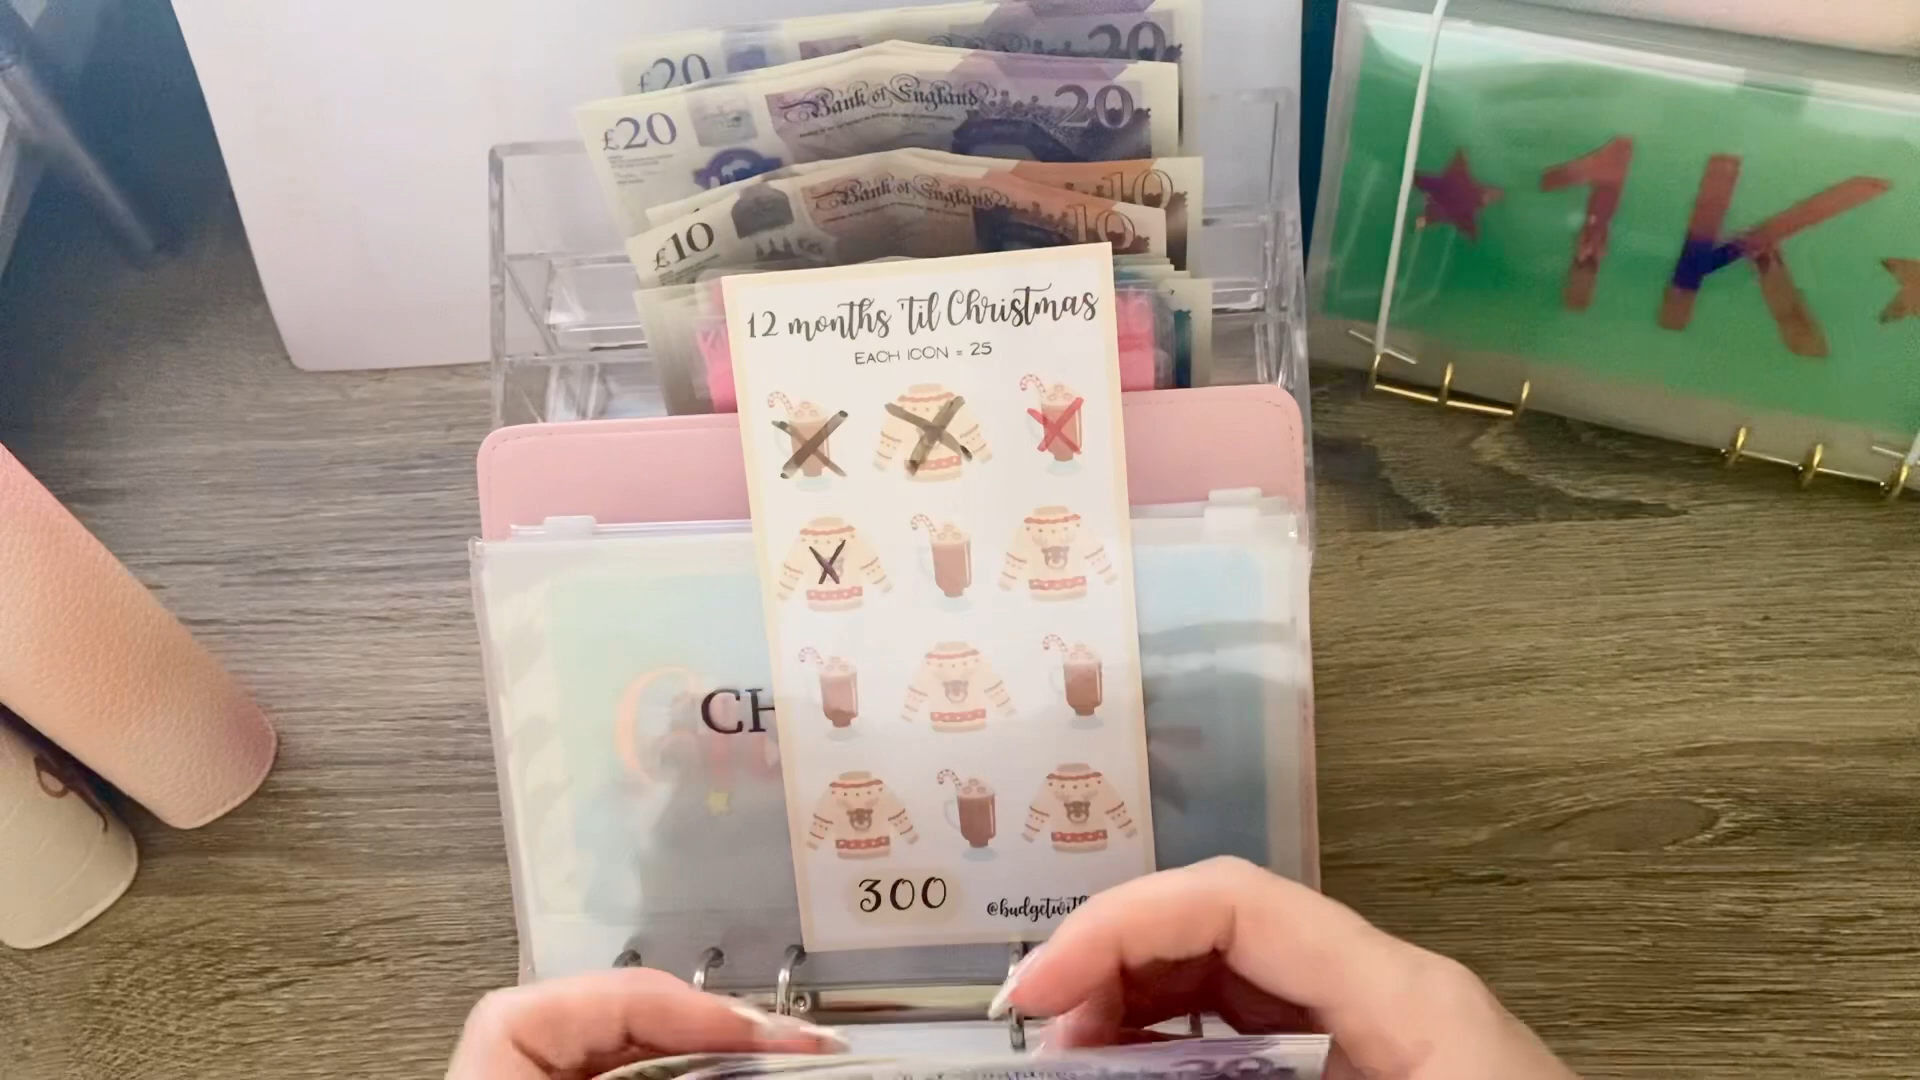 £20 20
£20 Bank of England 20
10
£10 Bank of England 10
1K
12 months 'til Christmas
EACH ICON = 25
CH
300